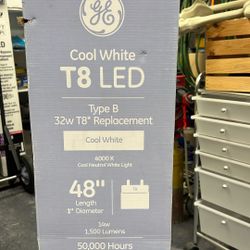 GE
Cool White
T8 LED
Type B
32w T8* Replacement
Cool White
4000 K
Cool Neutral White Light
48"
Length
1" Diameter
14w
1,500 Lumens
50,000 Hours